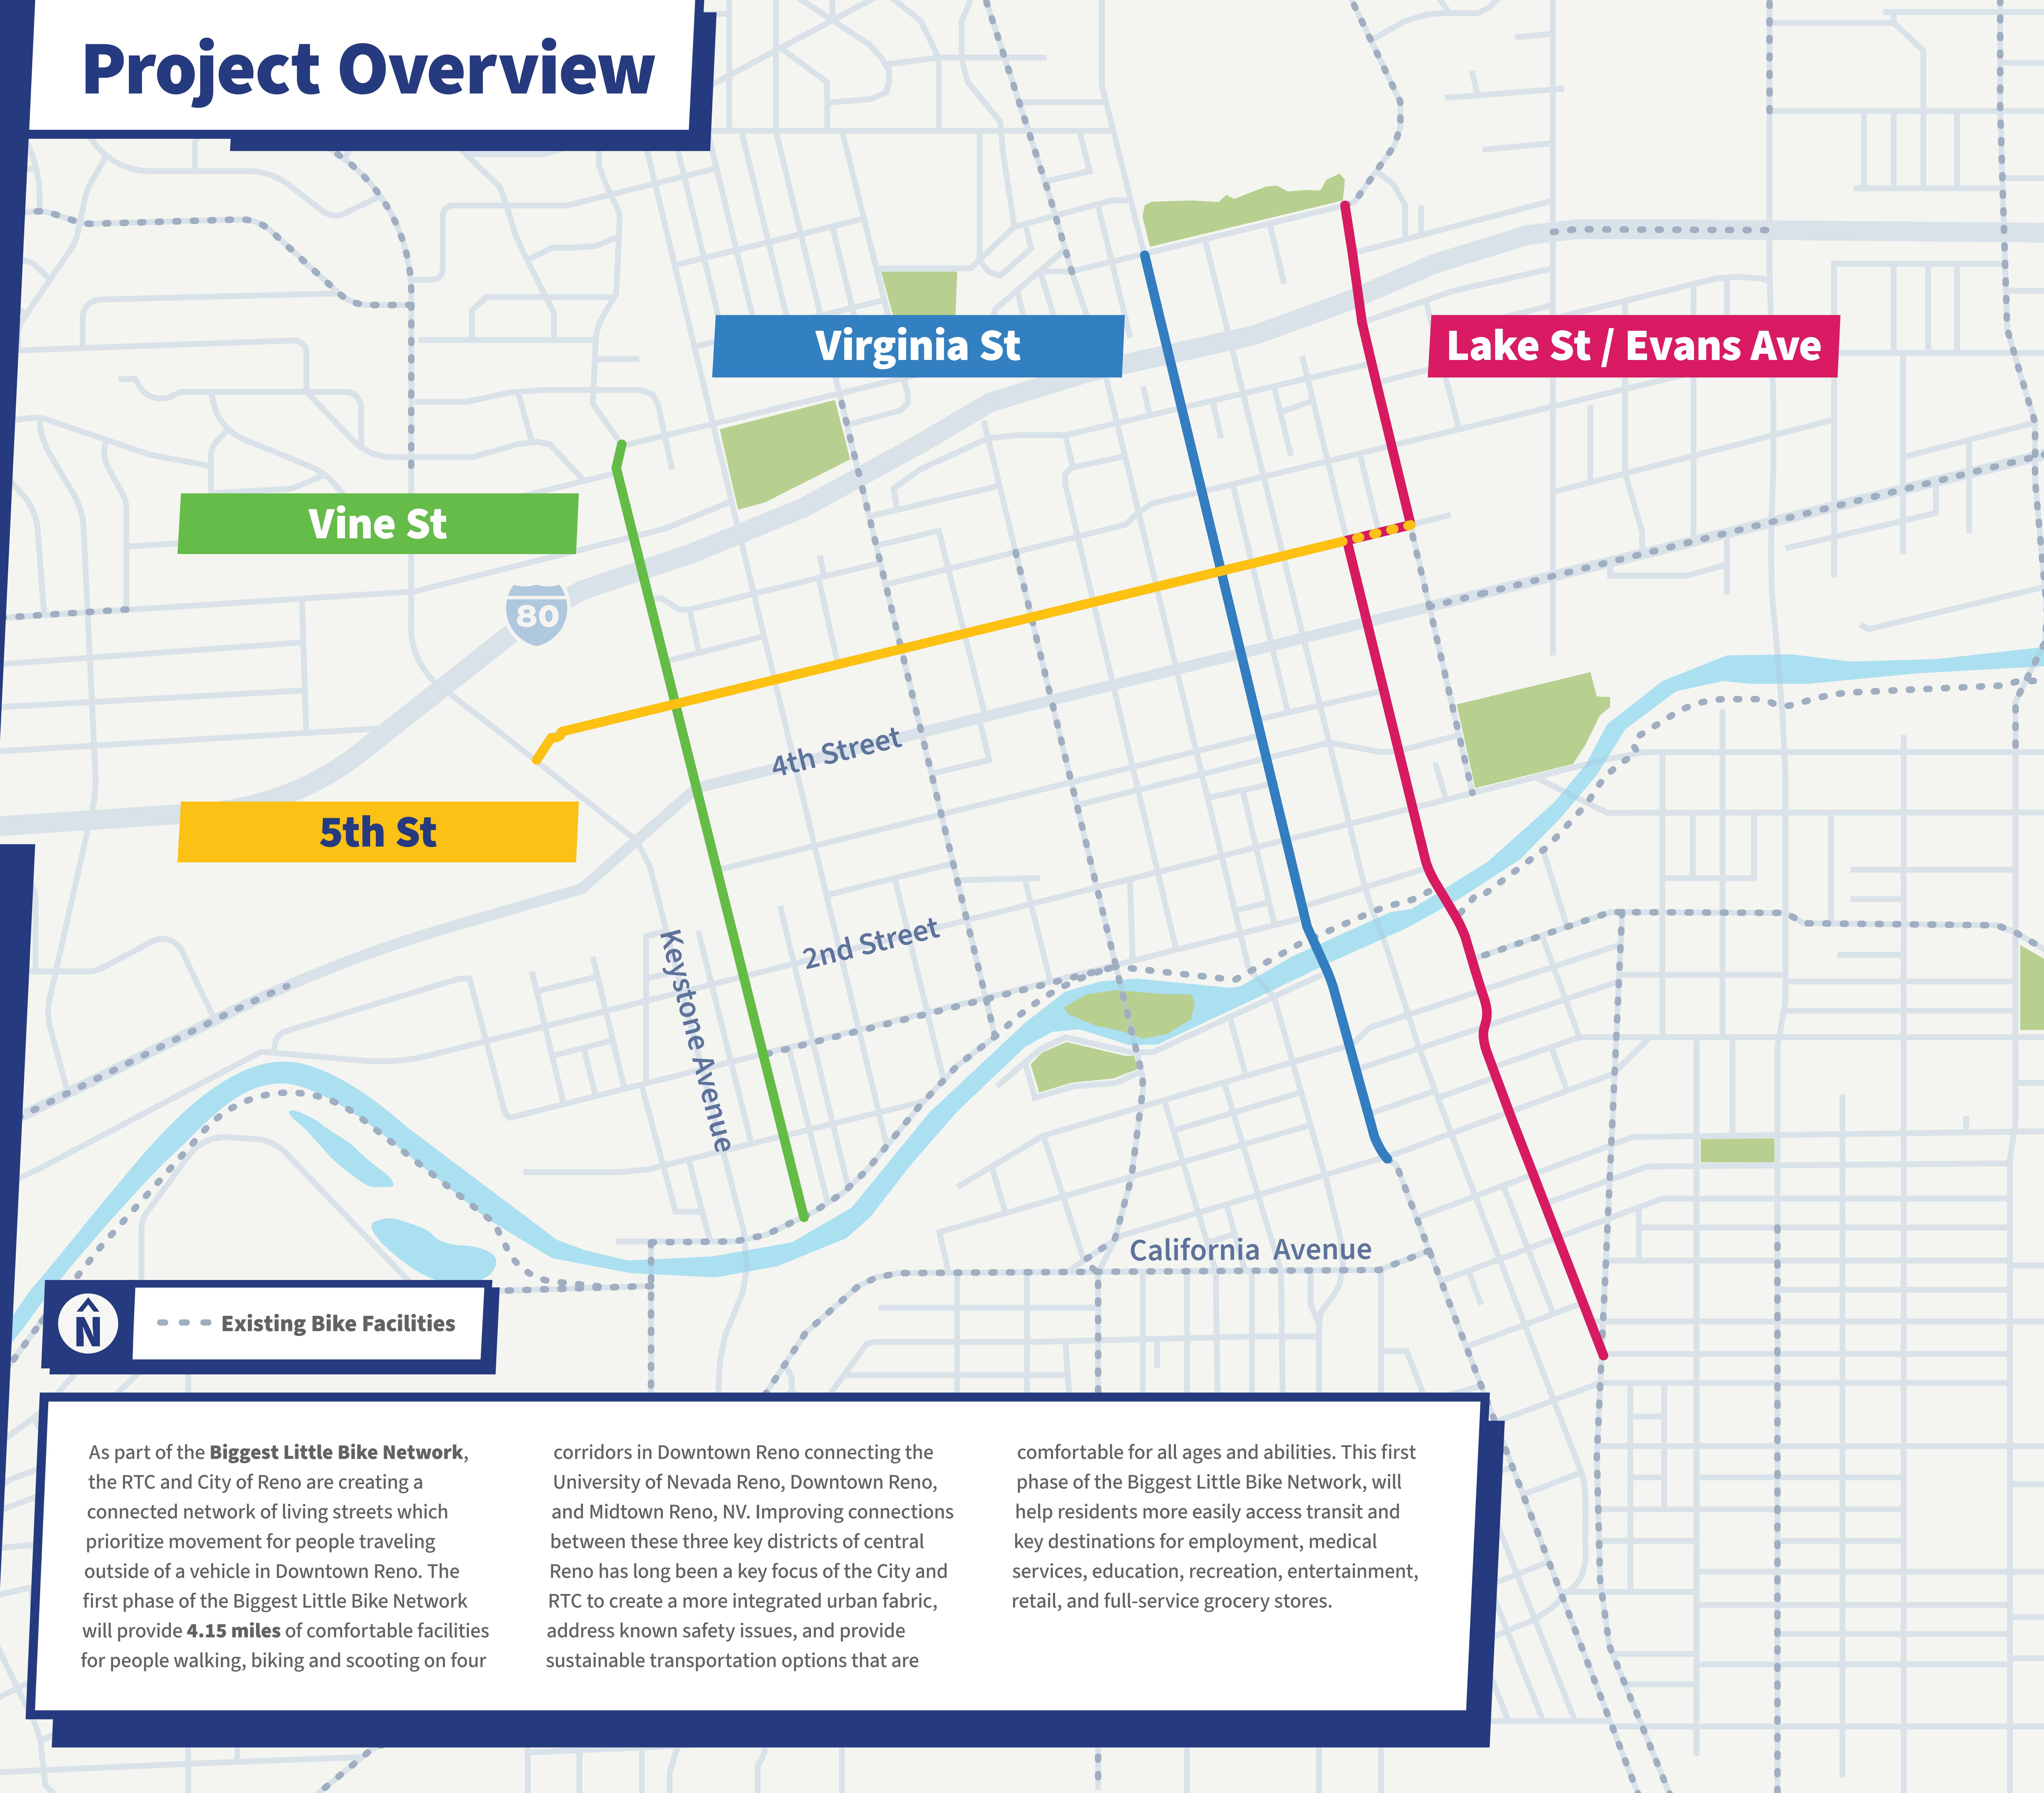 Project Overview
Virginia St
Lake St / Evans Ave
Vine St
80
5th St
4th Street
2nd Street
Keystone Avenue
California Avenue
N
Existing Bike Facilities
As part of the Biggest Little Bike Network,
the RTC and City of Reno are creating a
connected network of living streets which
prioritize movement for people traveling
outside of a vehicle in Downtown Reno. The
first phase of the Biggest Little Bike Network
will provide 4.15 miles of comfortable facilities
for people walking, biking and scooting on four
corridors in Downtown Reno connecting the
University of Nevada Reno, Downtown Reno,
and Midtown Reno, NV. Improving connections
between these three key districts of central
Reno has long been a key focus of the City and
RTC to create a more integrated urban fabric,
address known safety issues, and provide
sustainable transportation options that are
comfortable for all ages and abilities. This first
phase of the Biggest Little Bike Network, will
help residents more easily access transit and
key destinations for employment, medical
services, education, recreation, entertainment,
retail, and full-service grocery stores.